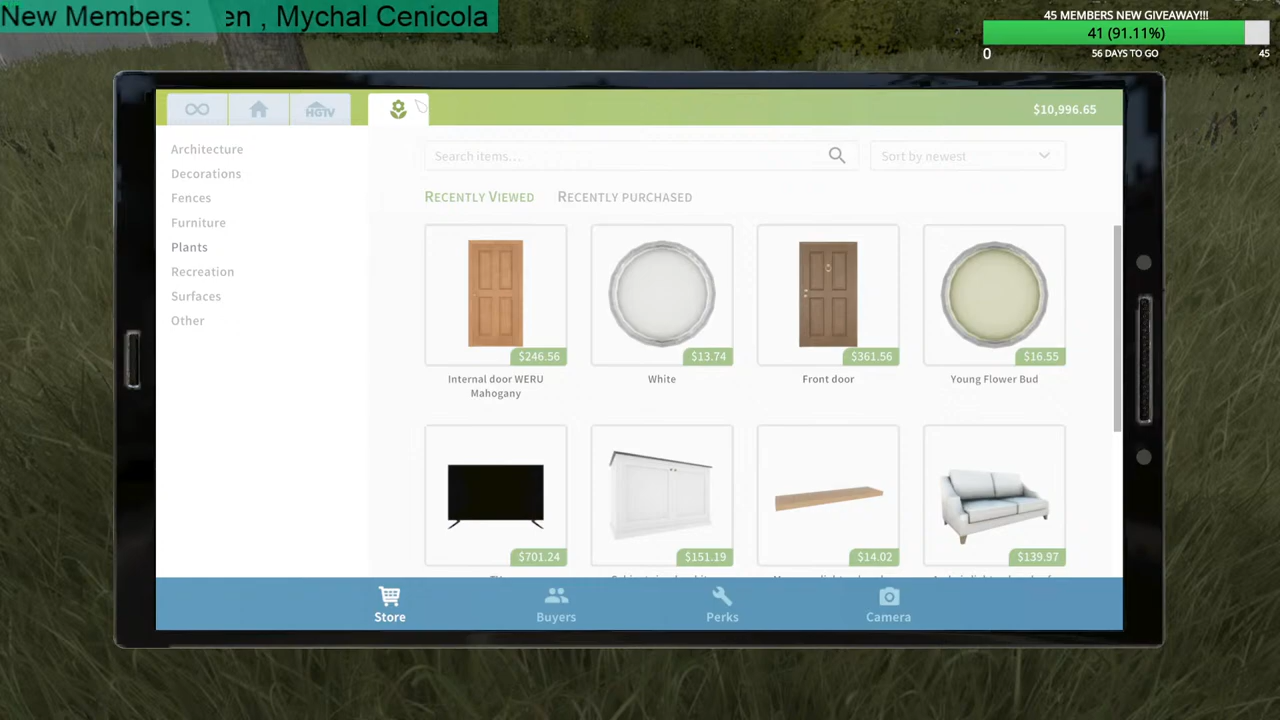 New Members: en , Mychal Cenicola
45 MEMBERS NEW GIVEAWAY!!!
41 (91.11%)
0 56 DAYS TO GO 45
HGTV
$10,996.65
Architecture
Decorations
Fences
Furniture
Plants
Recreation
Surfaces
Other
Search items...
Sort by newest
RECENTLY VIEWED RECENTLY PURCHASED
$246.56 $13.74 $361.56 $16.55
Internal door WERU Mahogany
White
Front door
Young Flower Bud
$701.24 $151.19 $14.02 $139.97
Store Buyers Perks Camera